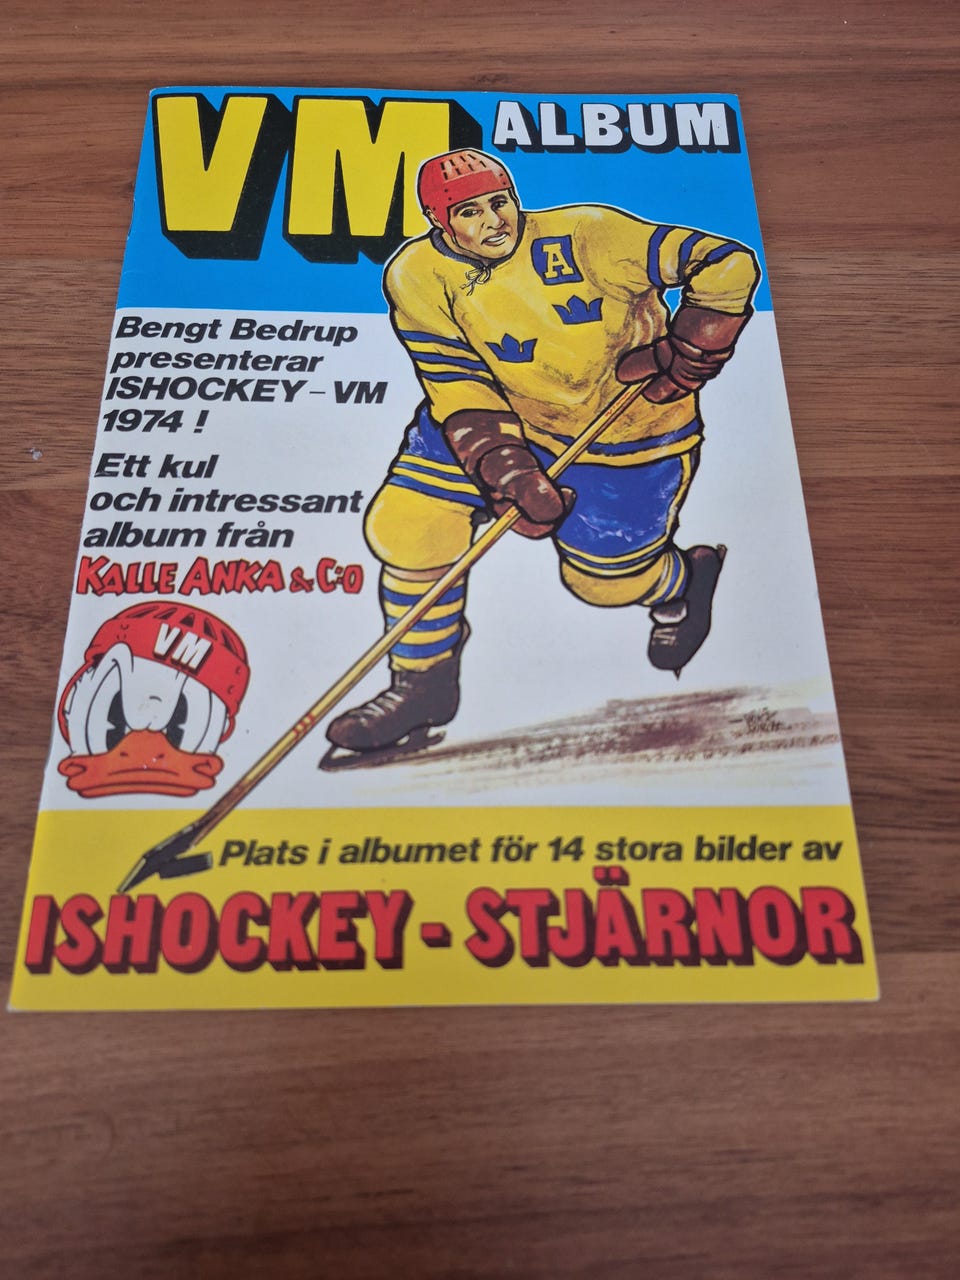 VM ALBUM
A
Bengt Bedrup
presenterar
ISHOCKEY-VM
1974 !
Ett kul
och intressant
album från
KALLE ANKA & C:O
VM
Plats i albumet för 14 stora bilder av
ISHOCKEY-STJÄRNOR